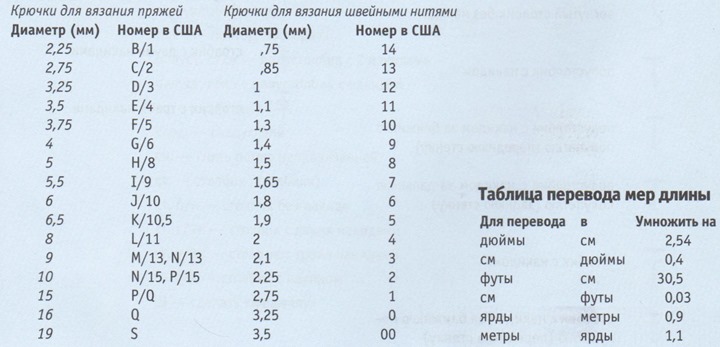 Крючки для вязания пряжей Крючки для вязания швейными нитями
Диаметр (мм) Номер в США Диаметр (мм) Номер в США
2,25 B/1 ,75 14
2,75 C/2 ,85 13
3,25 D/3 1 12
3,5 E/4 1,1 11
3,75 F/5 1,3 10
4 G/6 1,4 9
5 H/8 1,5 8
5,5 I/9 1,65 7
6 J/10 1,8 6
6,5 K/10,5 1,9 5
8 L/11 2 4
9 M/13, N/13 2,1 3
10 N/15, P/15 2,25 2
15 P/Q 2,75 1
16 Q 3,25 0
19 S 3,5 00
Таблица перевода мер длины
Для перевода в Умножить на
дюймы см 2,54
см дюймы 0,4
футы см 30,5
см футы 0,03
ярды метры 0,9
метры ярды 1,1